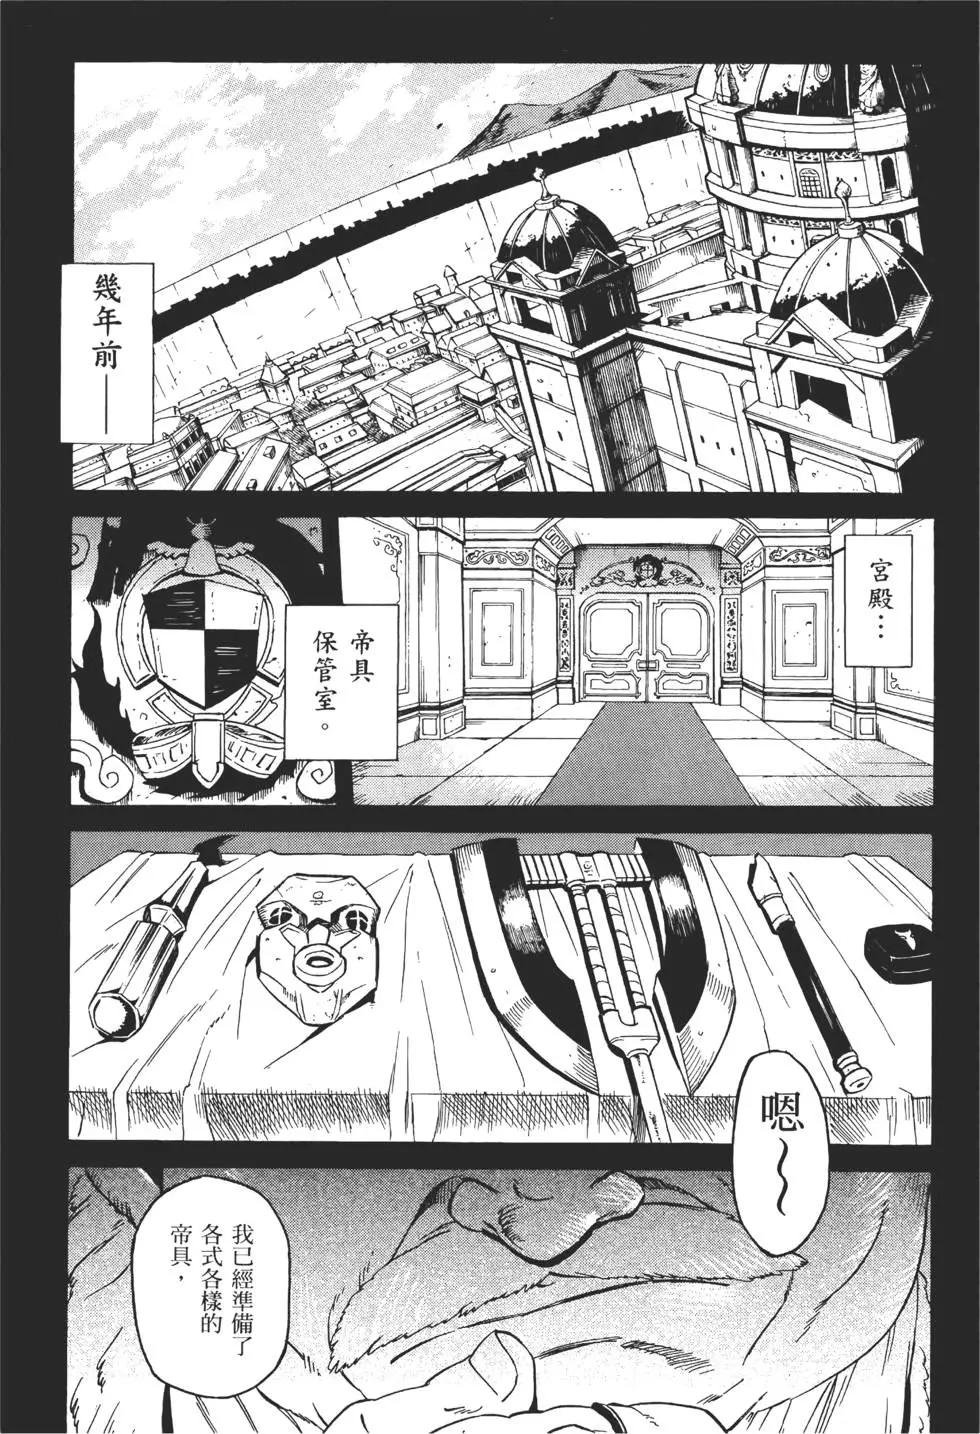 幾年前——
宮殿…
帝具
保管室。
嗯～
我已經準備了
各式各樣的
帝具，